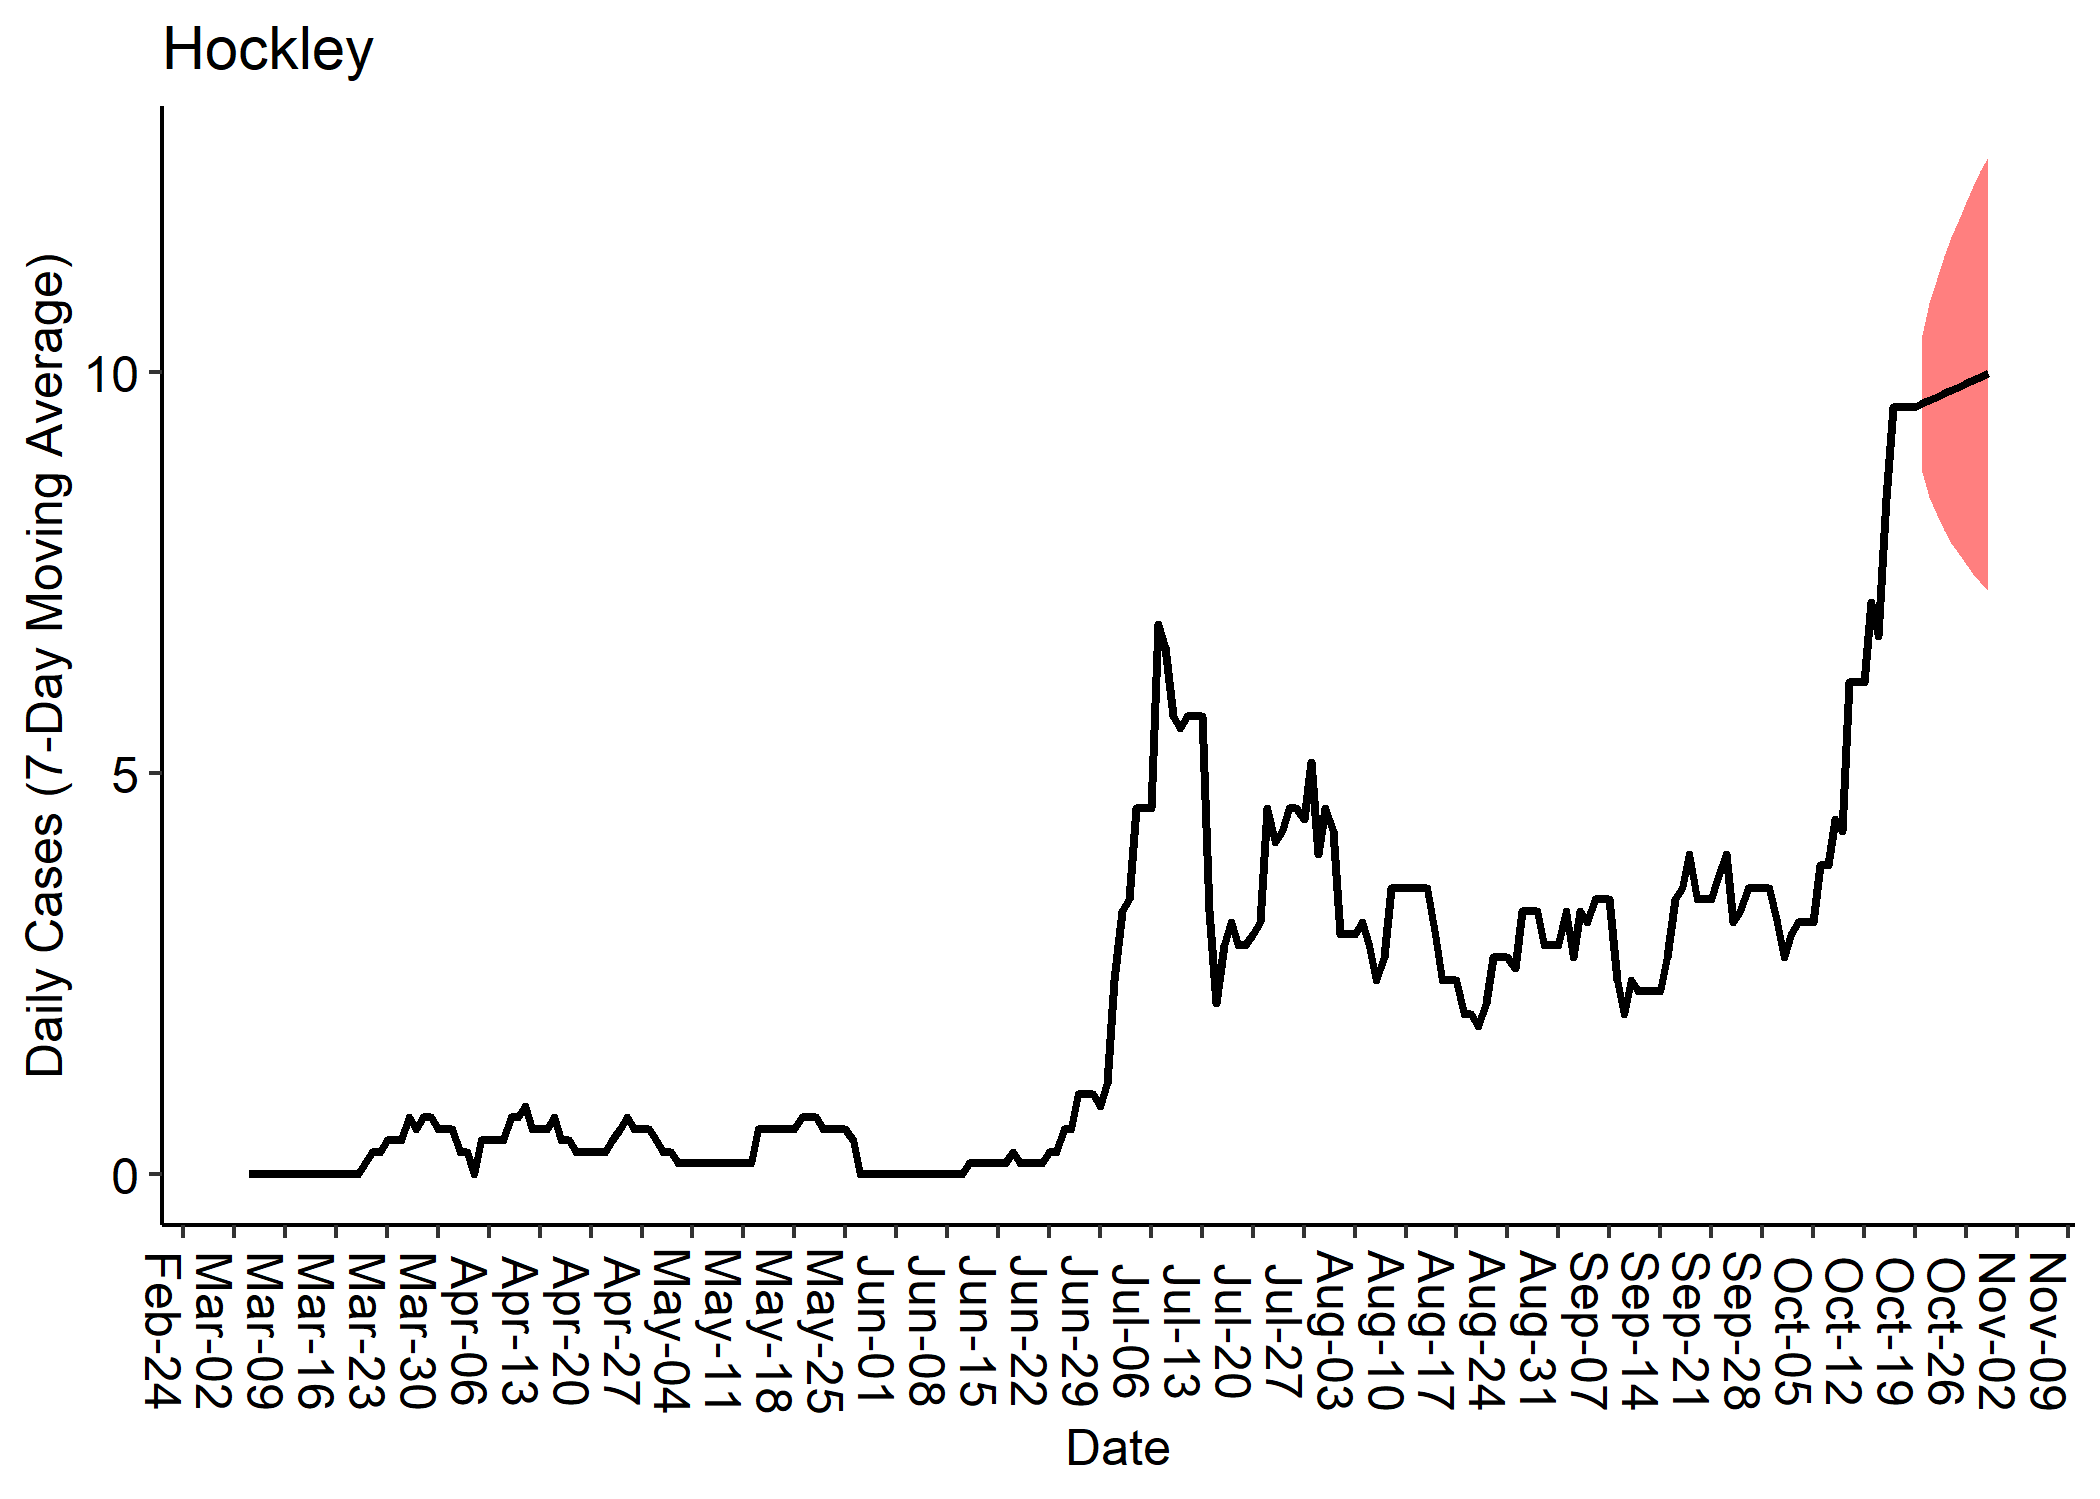 Hockley
Daily Cases (7-Day Moving Average)
10
5
0
Feb-24
Mar-02
Mar-09
Mar-16
Mar-23
Mar-30
Apr-06
Apr-13
Apr-20
Apr-27
May-04
May-11
May-18
May-25
Jun-01
Jun-08
Jun-15
Jun-22
Jun-29
Jul-06
Jul-13
Jul-20
Jul-27
Aug-03
Aug-10
Aug-17
Aug-24
Aug-31
Sep-07
Sep-14
Sep-21
Sep-28
Oct-05
Oct-12
Oct-19
Oct-26
Nov-02
Nov-09
Date